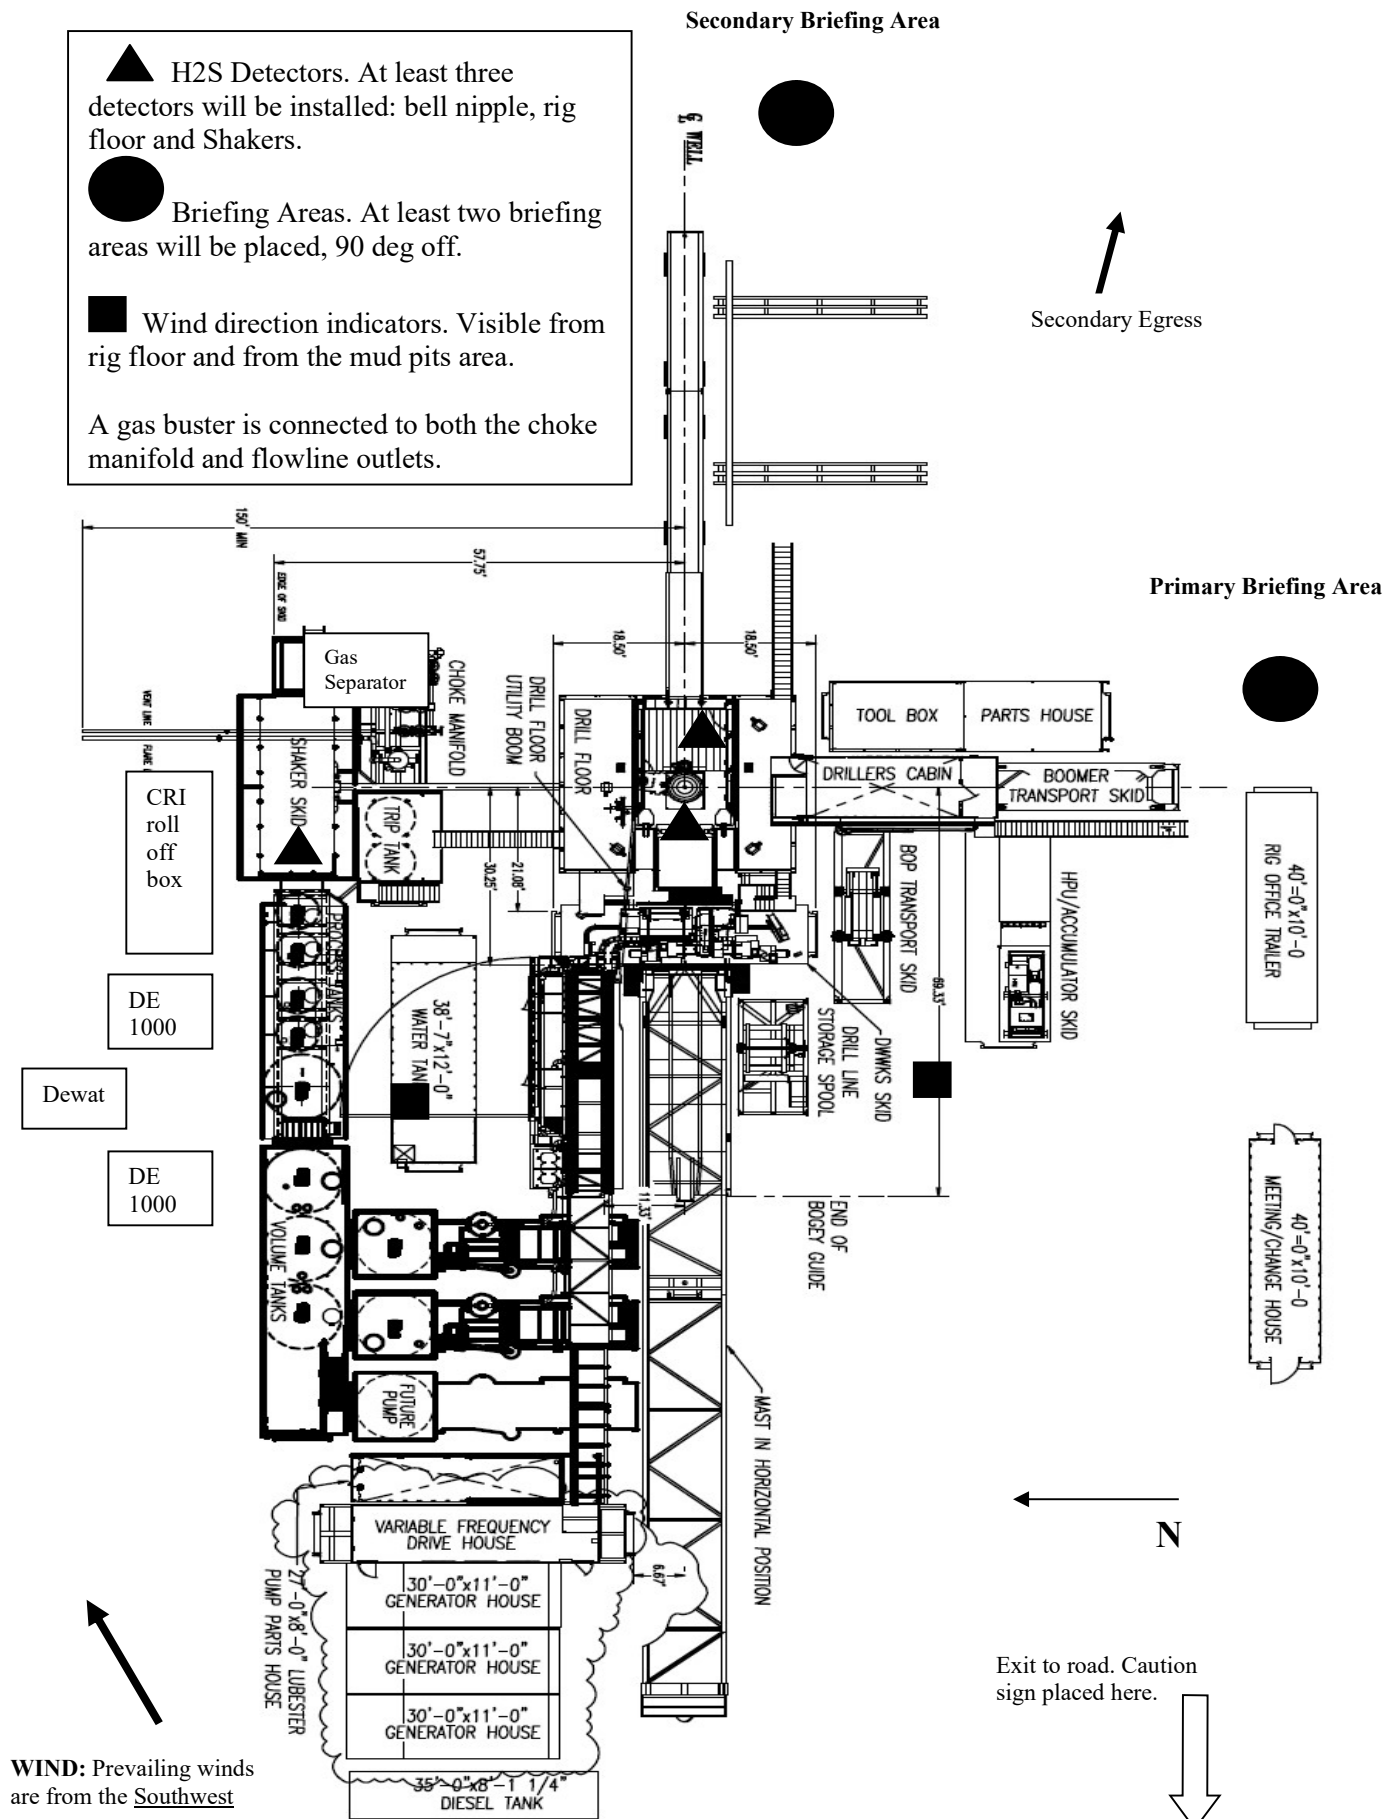 Secondary Briefing Area
H2S Detectors. At least three
detectors will be installed: bell nipple, rig
floor and Shakers.
Briefing Areas. At least two briefing
areas will be placed, 90 deg off.
Wind direction indicators. Visible from
rig floor and from the mud pits area.
A gas buster is connected to both the choke
manifold and flowline outlets.
WELL
Secondary Egress
150' MIN
57.75'
EDGE OF SKID
Primary Briefing Area
18.50'
18.50'
Gas
Separator
CHOKE MANIFOLD
DRILL FLOOR
UTILITY BOOM
DRILL FLOOR
TOOL BOX
PARTS HOUSE
VENT LINE
SHAKER SKID
DRILLERS CABIN
BOOMER
TRANSPORT SKID
CRI
roll
off
box
TRIP TANK
30.25'
21.08'
BOP TRANSPORT SKID
HPU/ACCUMULATOR SKID
40'=0"x10'-0
RIG OFFICE TRAILER
DE
1000
38'-7"x12'-0"
WATER TANK
69.33'
DWWKS SKID
DRILL LINE
STORAGE SPOOL
Dewat
DE
1000
11.33'
END OF
BOGEY GUIDE
40'=0"x10'-0
MEETING/CHANGE HOUSE
VOLUME TANKS
FUTURE
PUMP
MAST IN HORIZONTAL POSITION
N
VARIABLE FREQUENCY
DRIVE HOUSE
6.67'
27'-0"x8'-0" LUBESTER
PUMP PARTS HOUSE
30'-0"x11'-0"
GENERATOR HOUSE
30'-0"x11'-0"
GENERATOR HOUSE
30'-0"x11'-0"
GENERATOR HOUSE
Exit to road. Caution
sign placed here.
WIND: Prevailing winds
are from the Southwest
35'-0"x8'-1 1/4"
DIESEL TANK